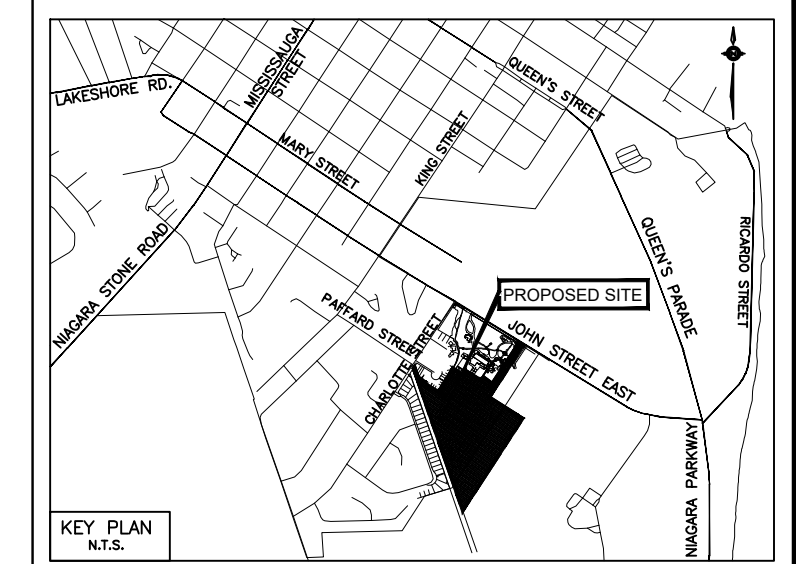 LAKESHORE RD.
MISSISSAUGA
STREET
QUEEN'S STREET
MARY STREET
KING STREET
NIAGARA STONE ROAD
QUEEN'S PARADE
RICARDO STREET
PROPOSED SITE
PAFFARD STREET
CHARLOTTE STREET
JOHN STREET EAST
NIAGARA PARKWAY
KEY PLAN
N.T.S.